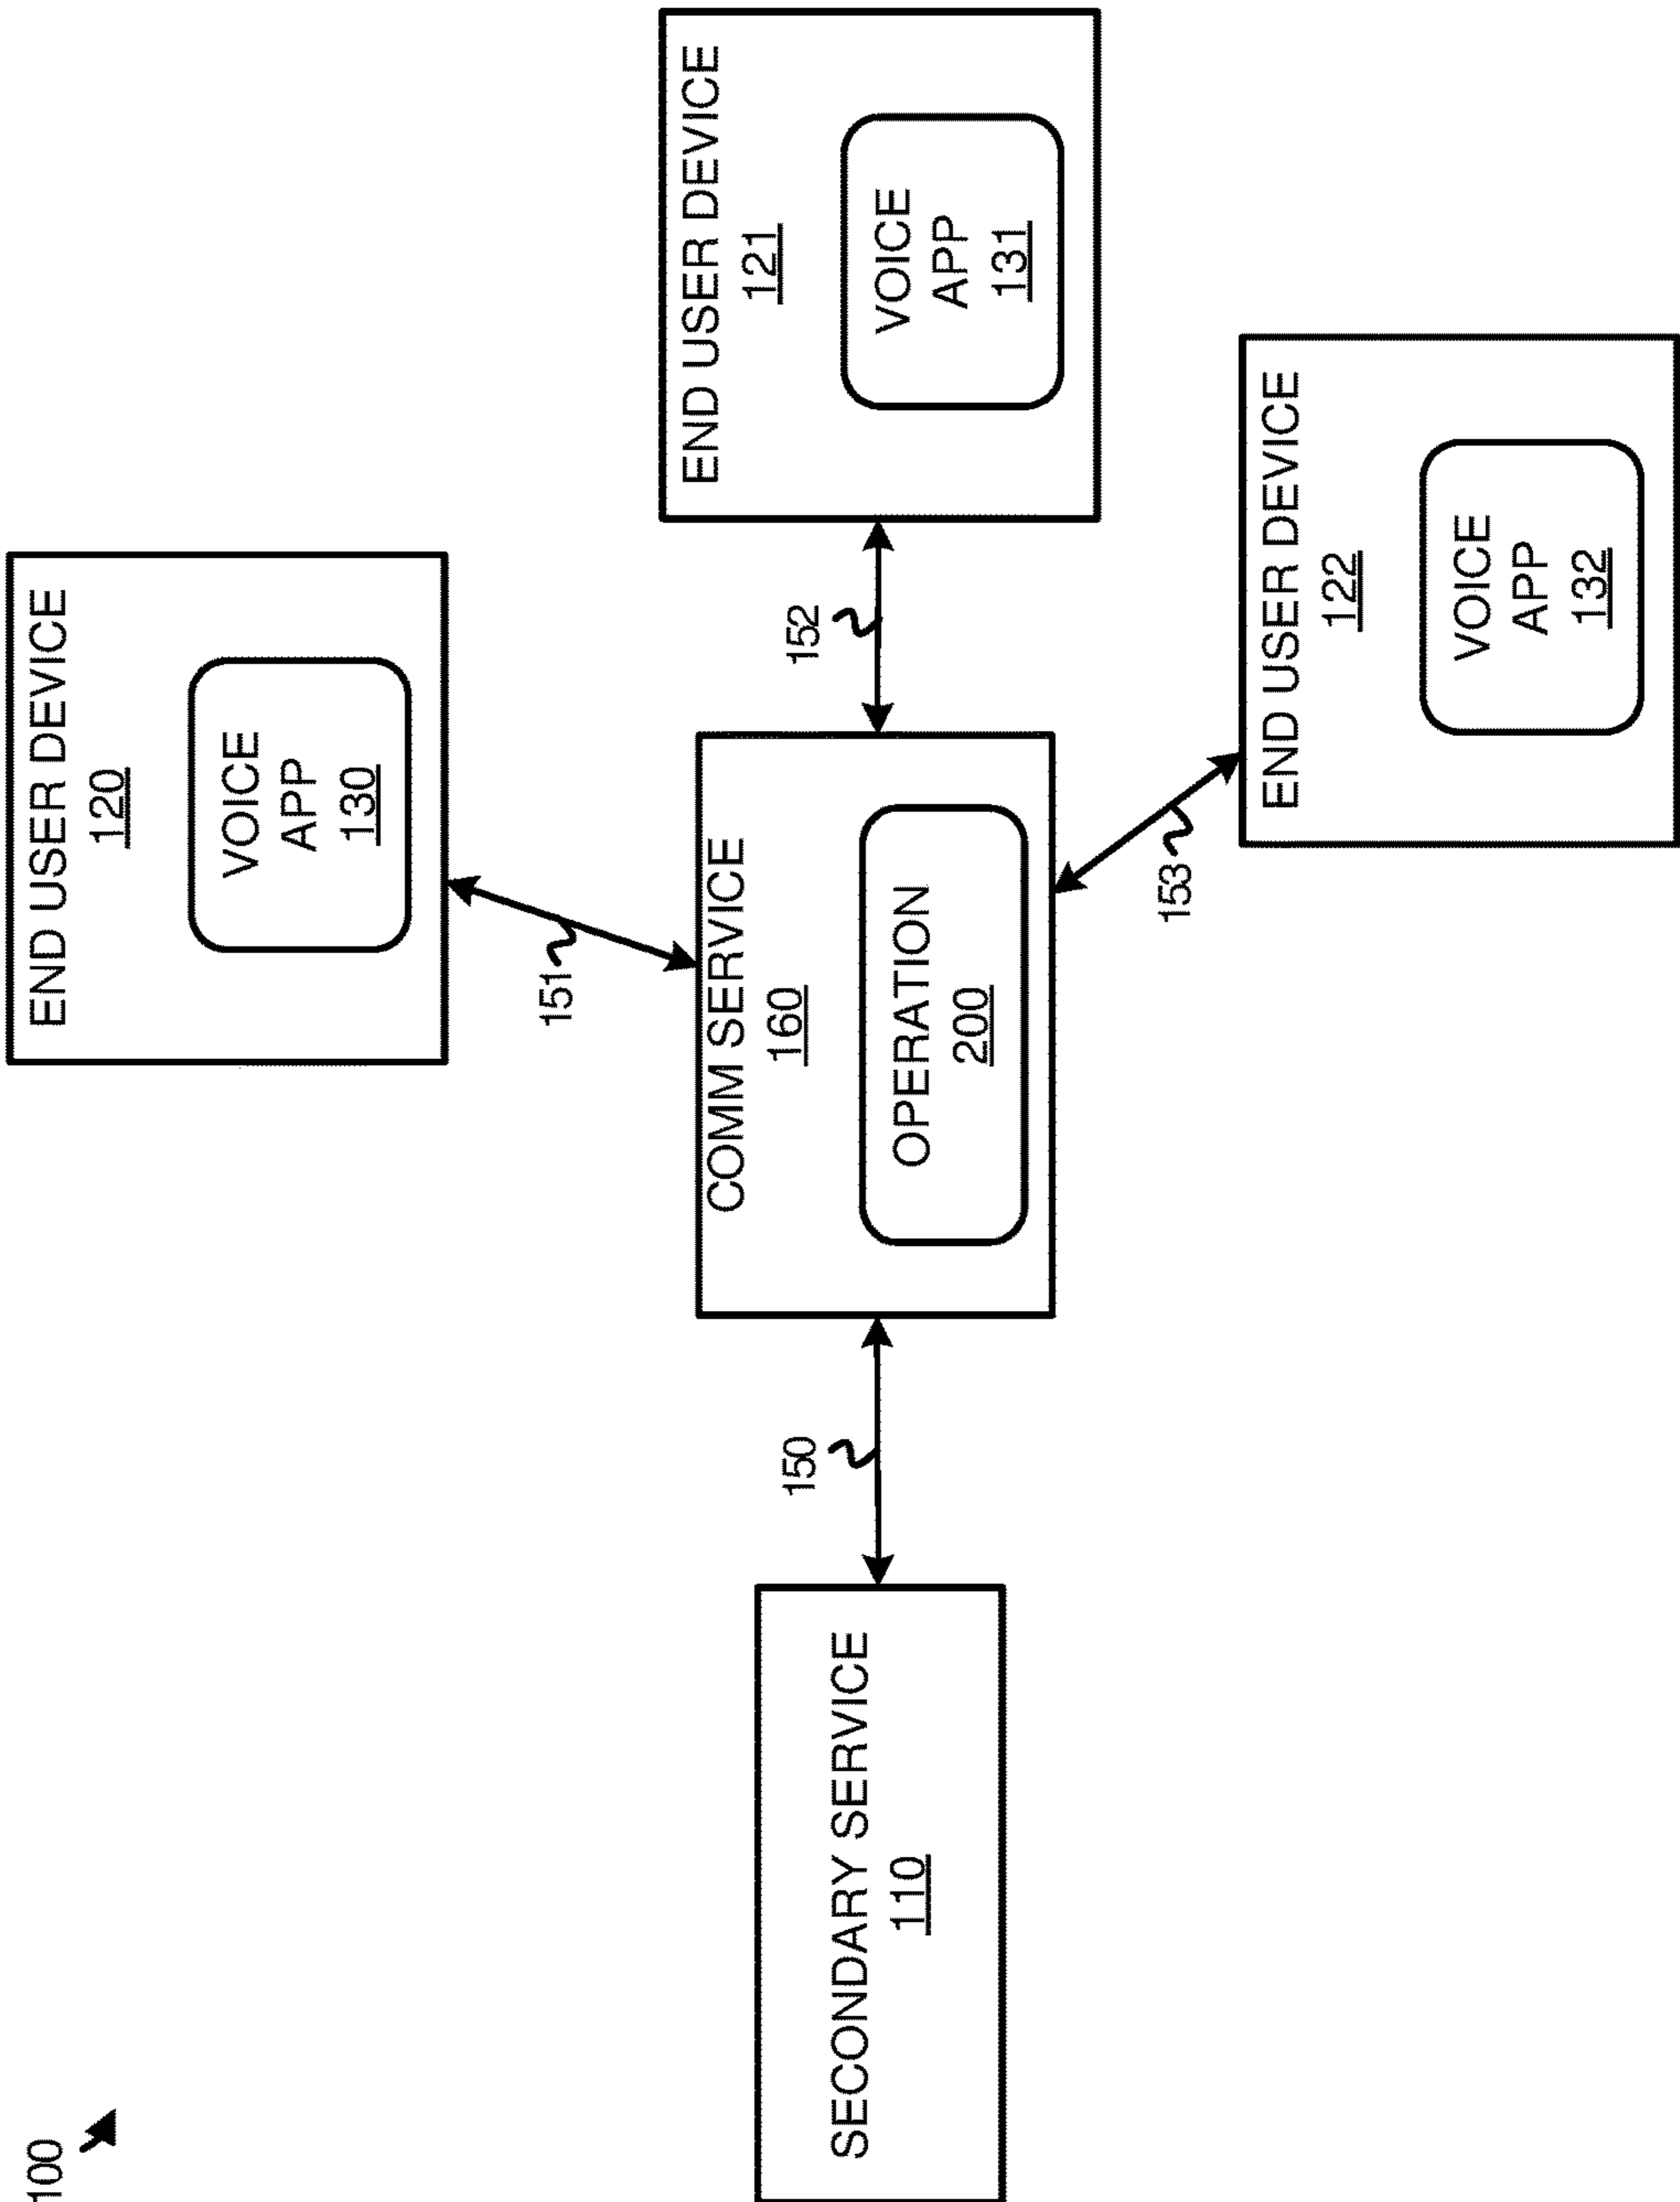 100
END USER DEVICE
120
VOICE
APP
130
151
SECONDARY SERVICE
110
150
COMM SERVICE
160
OPERATION
200
152
END USER DEVICE
121
VOICE
APP
131
153
END USER DEVICE
122
VOICE
APP
132